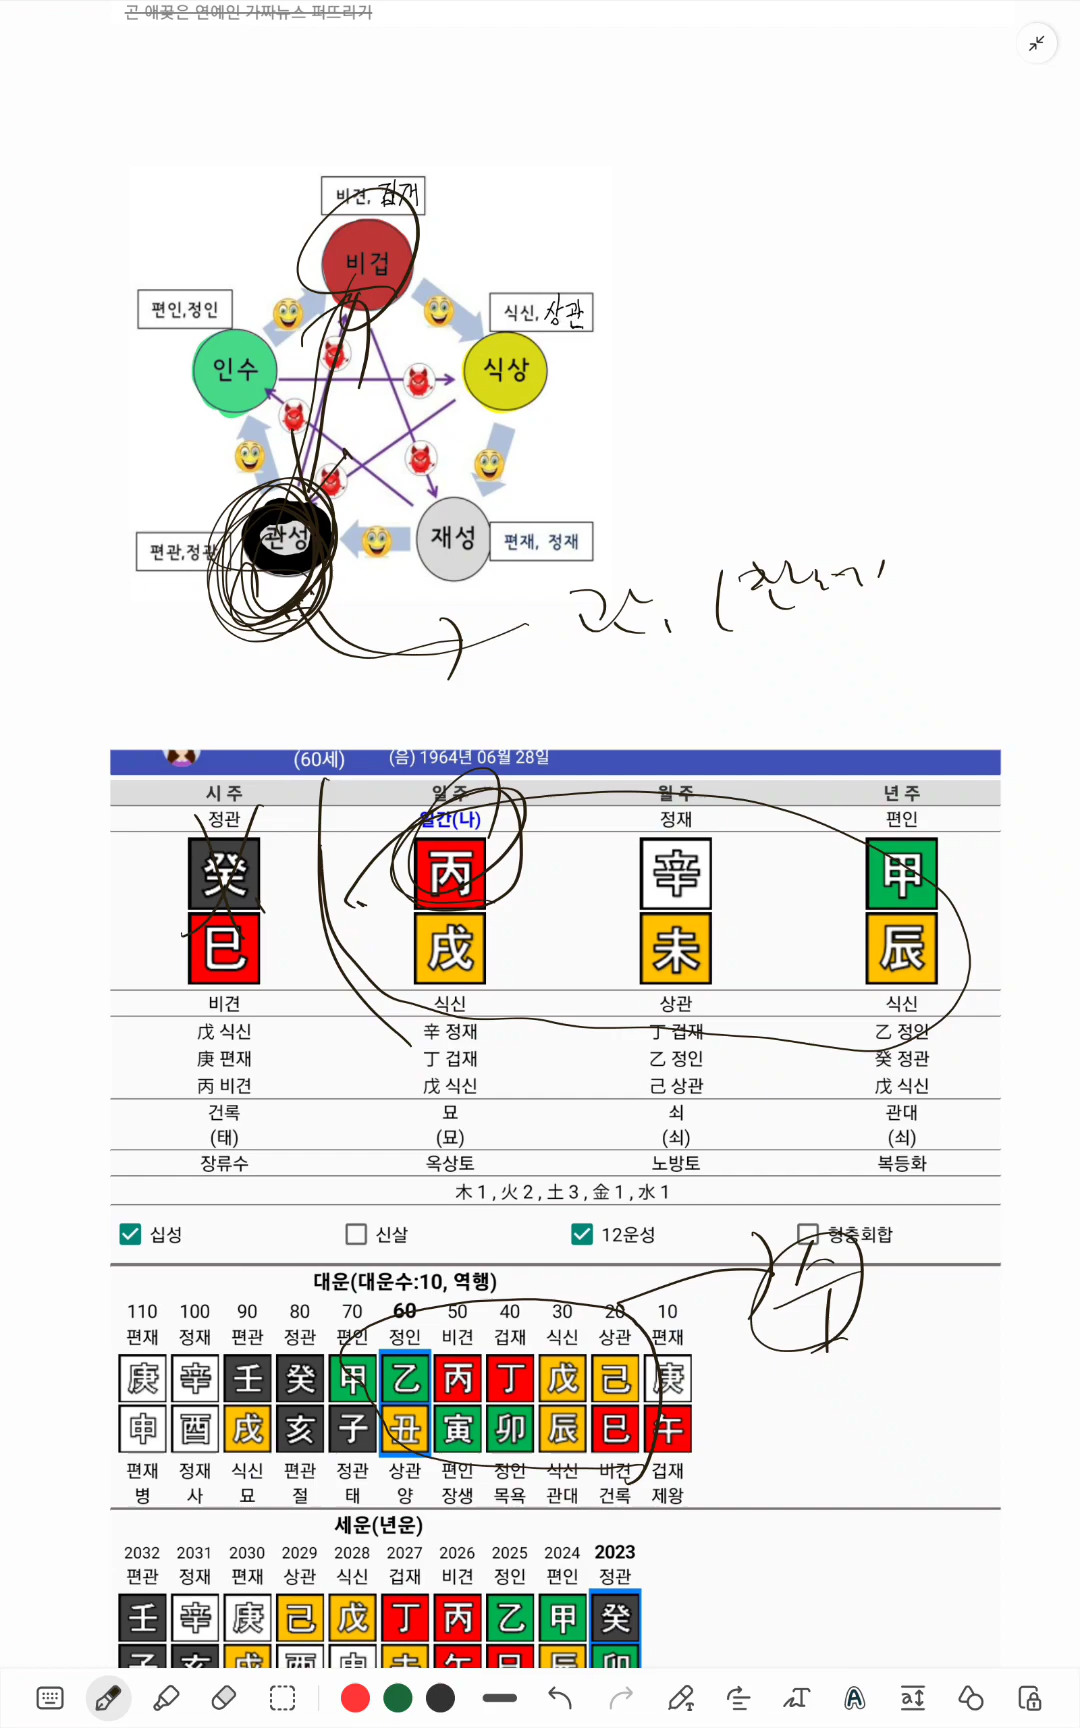 곤 애꿎은 연예인 가짜뉴스 퍼뜨리기
비견, 겁재
비겁
편인,정인
식신, 상관
인수
식상
관성
재성
편관,정관
편재, 정재
관.
(60세) (음) 1964년 06월 28일
시 주 일 주 월 주 년 주
정관 일간(나) 정재 편인
癸 丙 辛 甲
巳 戌 未 辰
비견 식신 상관 식신
戊 식신 辛 정재 丁 겁재 乙 정인
庚 편재 丁 겁재 乙 정인 癸 정관
丙 비견 戊 식신 己 상관 戊 식신
건록 묘 쇠 관대
(태) (묘) (쇠) (쇠)
장류수 옥상토 노방토 복등화
木1,火2,土3,金1,水1
십성 신살 12운성 형충회합
대운(대운수:10, 역행)
110 100 90 80 70 60 50 40 30 20 10
편재 정재 편관 정관 편인 정인 비견 겁재 식신 상관 편재
庚 辛 壬 癸 甲 乙 丙 丁 戊 己 庚
申 酉 戌 亥 子 丑 寅 卯 辰 巳 午
편재 정재 식신 편관 정관 상관 편인 정인 식신 비견 겁재
병 사 묘 절 태 양 장생 목욕 관대 건록 제왕
세운(년운)
2032 2031 2030 2029 2028 2027 2026 2025 2024 2023
편관 정재 편재 상관 식신 겁재 비견 정인 편인 정관
壬 辛 庚 己 戊 丁 丙 乙 甲 癸
子 亥 戌 酉 申 未 午 巳 辰 卯